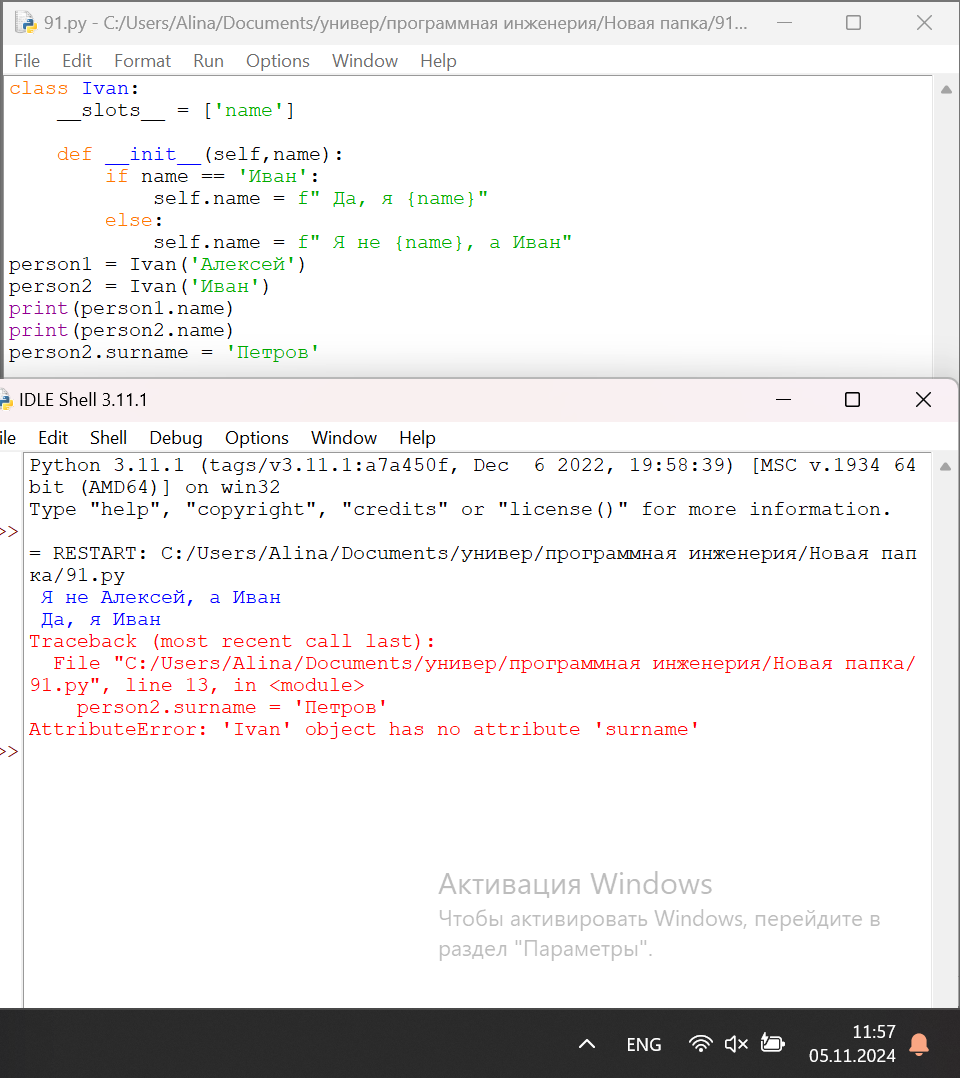 91.py - C:/Users/Alina/Documents/универ/программная инженерия/Новая папка/91...
File Edit Format Run Options Window Help
class Ivan:
    __slots__ = ['name']
    def __init__(self,name):
        if name == 'Иван':
            self.name = f" Да, я {name}"
        else:
            self.name = f" Я не {name}, а Иван"
person1 = Ivan('Алексей')
person2 = Ivan('Иван')
print(person1.name)
print(person2.name)
person2.surname = 'Петров'
IDLE Shell 3.11.1
ile Edit Shell Debug Options Window Help
Python 3.11.1 (tags/v3.11.1:a7a450f, Dec  6 2022, 19:58:39) [MSC v.1934 64
bit (AMD64)] on win32
Type "help", "copyright", "credits" or "license()" for more information.
>>
= RESTART: C:/Users/Alina/Documents/универ/программная инженерия/Новая пап
ка/91.py
 Я не Алексей, а Иван
 Да, я Иван
Traceback (most recent call last):
  File "C:/Users/Alina/Documents/универ/программная инженерия/Новая папка/
91.py", line 13, in <module>
    person2.surname = 'Петров'
AttributeError: 'Ivan' object has no attribute 'surname'
>>
Активация Windows
Чтобы активировать Windows, перейдите в
раздел "Параметры".
ENG
11:57
05.11.2024